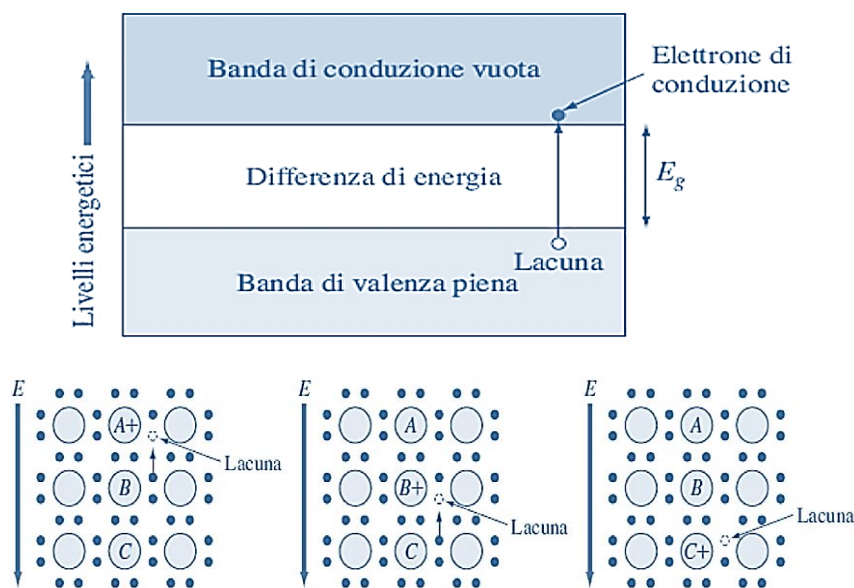 Banda di conduzione vuota
Elettrone di
conduzione
Livelli energetici
Differenza di energia
E_g
Lacuna
Banda di valenza piena
E
A+
Lacuna
B
C
E
A
B+
Lacuna
C
E
A
B
Lacuna
C+